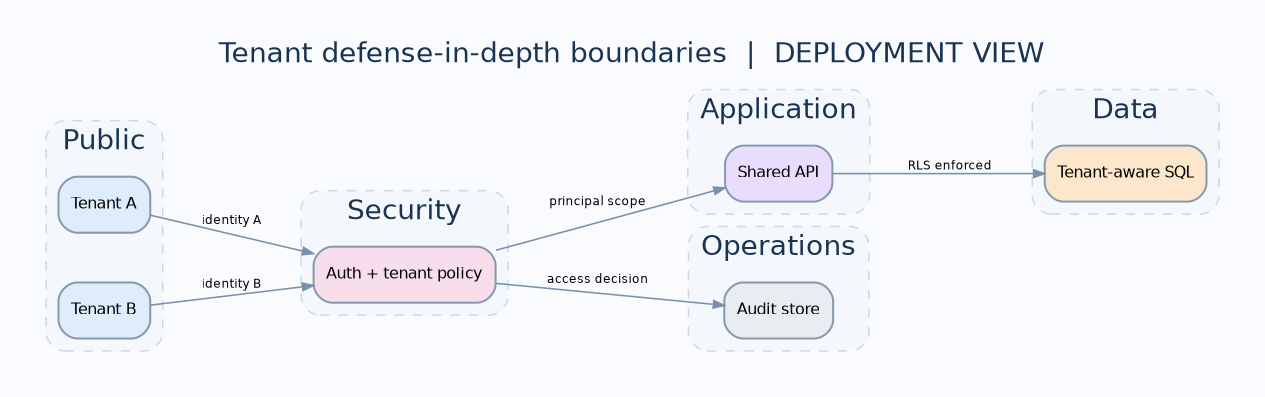 Tenant defense-in-depth boundaries | DEPLOYMENT VIEW
Public
Tenant A
Tenant B
identity A
identity B
Security
Auth + tenant policy
principal scope
access decision
Application
Shared API
Operations
Audit store
RLS enforced
Data
Tenant-aware SQL